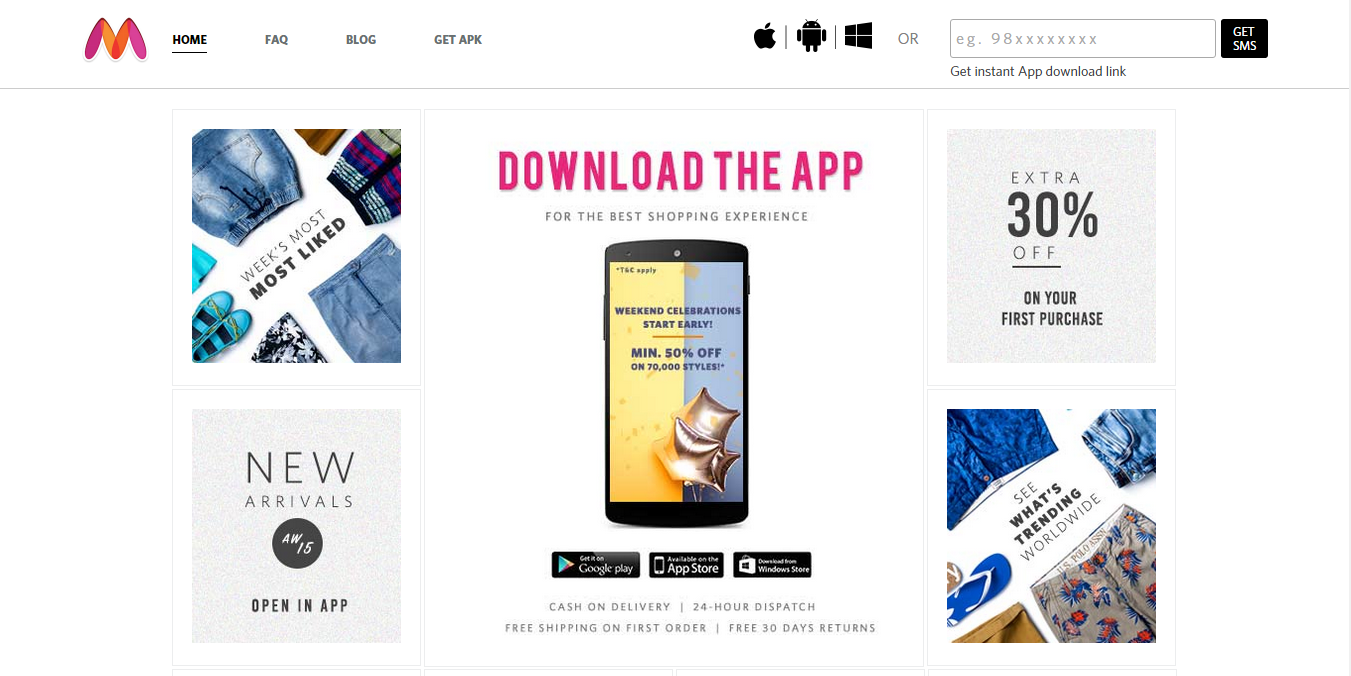 HOME
FAQ
BLOG
GET APK
OR
eg. 98xxxxxxxx
GET
SMS
Get instant App download link
WEEK'S MOST
MOST LIKED
DOWNLOAD THE APP
FOR THE BEST SHOPPING EXPERIENCE
*T&C apply
WEEKEND CELEBRATIONS
START EARLY!
MIN. 50% OFF
ON 70,000 STYLES!*
Get it on
Google play
Available on the
App Store
Download from
Windows Store
CASH ON DELIVERY | 24-HOUR DISPATCH
FREE SHIPPING ON FIRST ORDER | FREE 30 DAYS RETURNS
EXTRA
30%
OFF
ON YOUR
FIRST PURCHASE
NEW
ARRIVALS
AW
15
OPEN IN APP
SEE
WHAT'S
TRENDING
WORLDWIDE
U.S. POLO ASSN